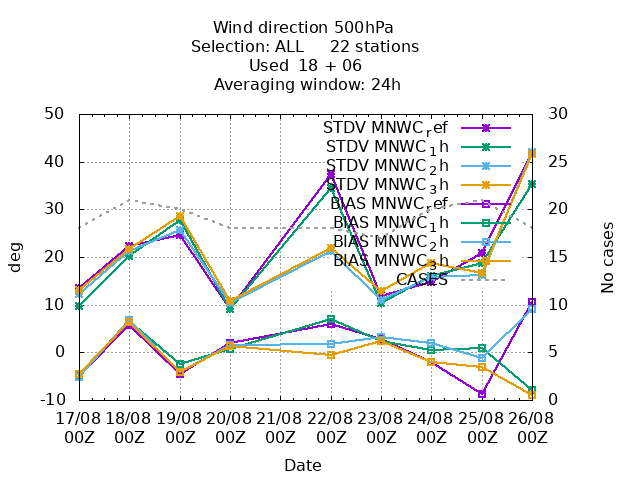 Wind direction 500hPa
Selection: ALL 22 stations
Used 18 + 06
Averaging window: 24h
50
40
30
20
10
0
-10
deg
30
25
20
15
10
5
0
No cases
STDV MNWC_ref
STDV MNWC_1h
STDV MNWC_2h
STDV MNWC_3h
BIAS MNWC_ref
BIAS MNWC_1h
BIAS MNWC_2h
BIAS MNWC_3h
CASES
17/08 18/08 19/08 20/08 21/08 22/08 23/08 24/08 25/08 26/08
00Z 00Z 00Z 00Z 00Z 00Z 00Z 00Z 00Z 00Z
Date